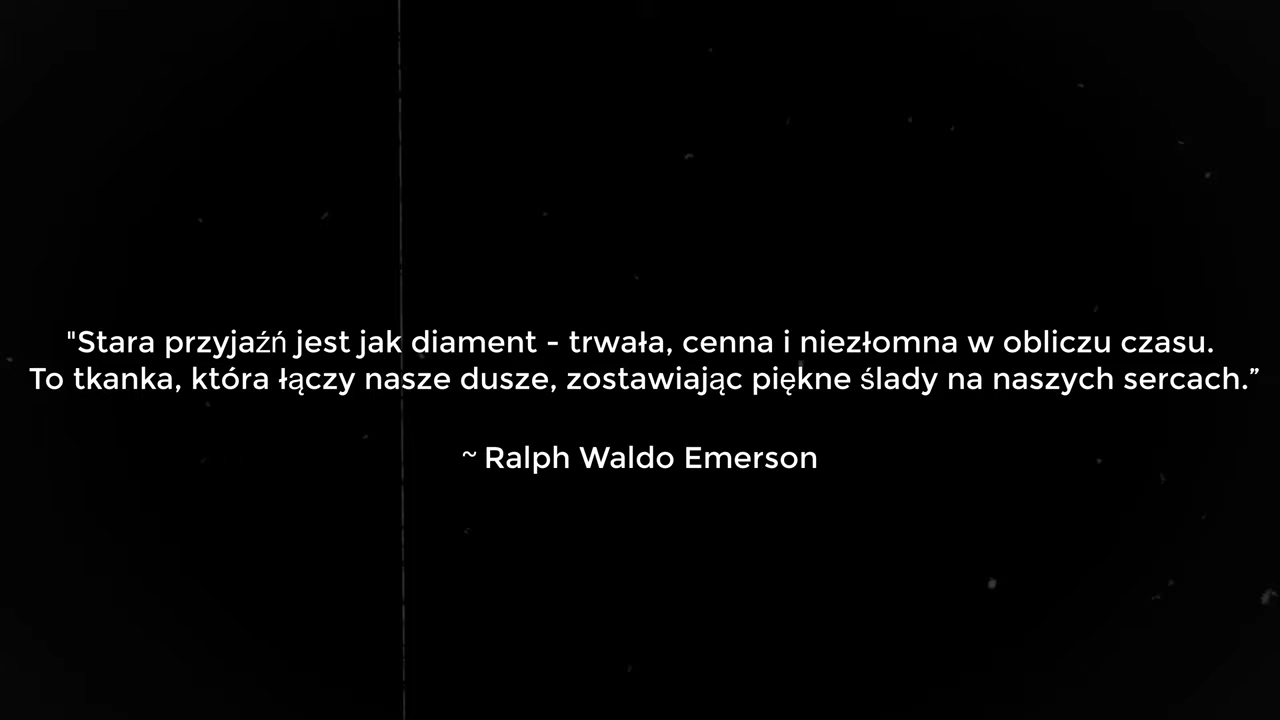 "Stara przyjaźń jest jak diament - trwała, cenna i niezłomna w obliczu czasu.
To tkanka, która łączy nasze dusze, zostawiając piękne ślady na naszych sercach.”
~ Ralph Waldo Emerson